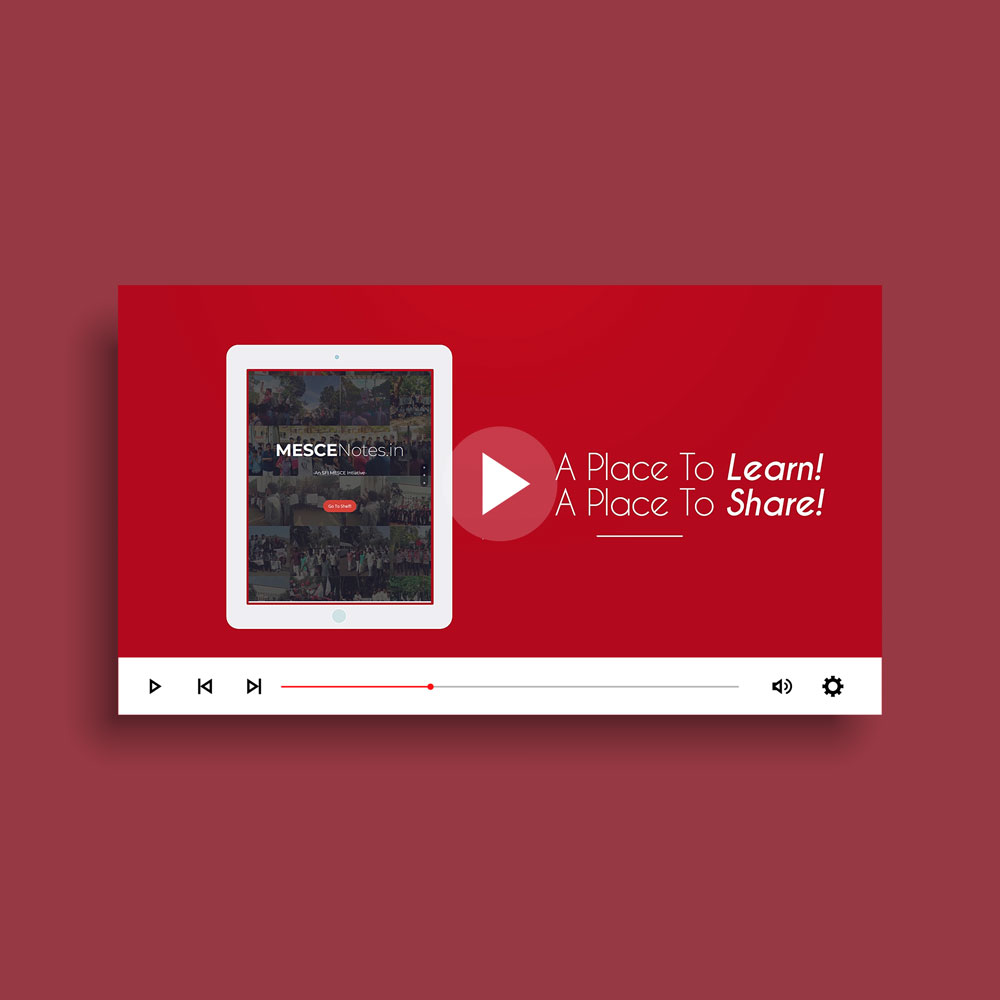 MESCENotes.in
-An SFI MESCE Initiative-
Go To Shelf!
A Place To Learn!
A Place To Share!